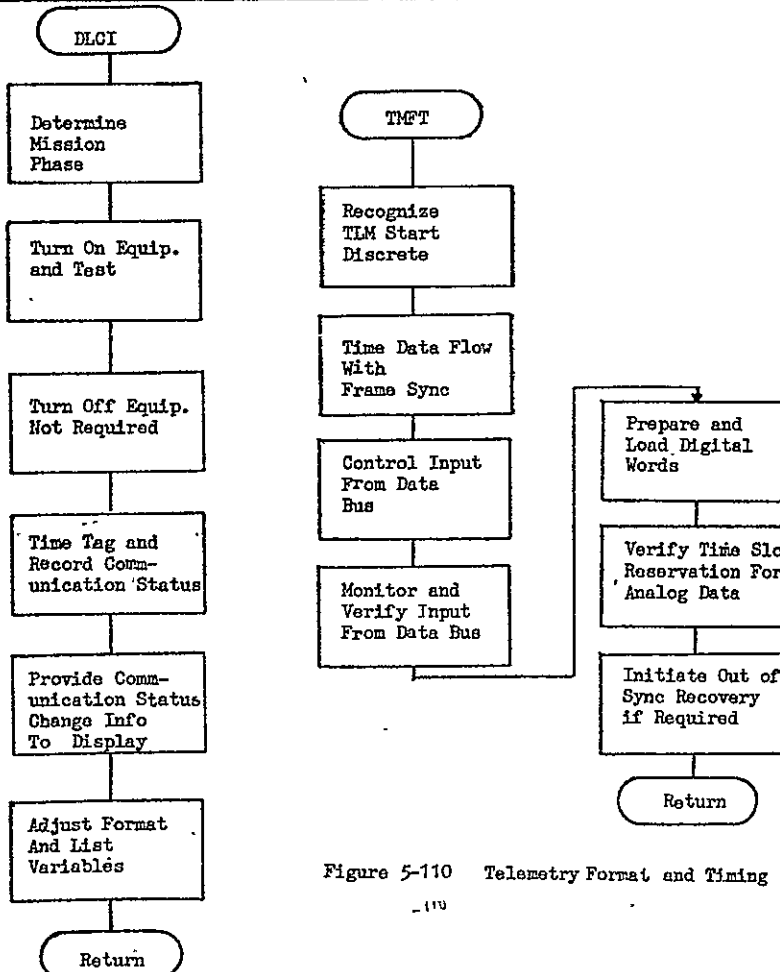 DLCI
Determine
Mission
Phase
Turn On Equip.
and Test
Turn Off Equip.
Not Required
Time Tag and
Record Comm-
unication Status
Provide Comm-
unication Status
Change Info
To Display
Adjust Format
And List
Variables
Return
TMFT
Recognize
TLM Start
Discrete
Time Data Flow
With
Frame Sync
Control Input
From Data
Bus
Monitor and
Verify Input
From Data Bus
Prepare and
Load Digital
Words
Verify Time Slo
Reservation For
Analog Data
Initiate Out of
Sync Recovery
if Required
Return
Figure 5-110 Telemetry Format and Timing